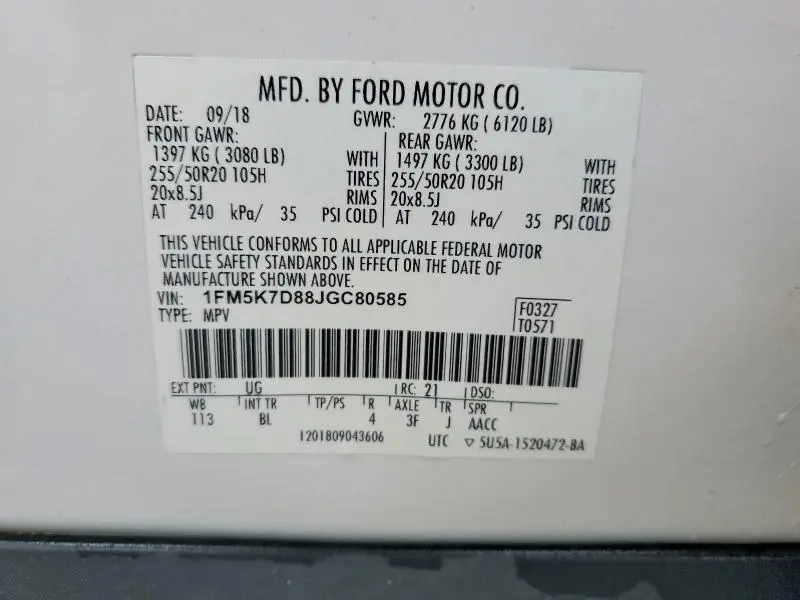 MFD. BY FORD MOTOR CO.
DATE: 09/18 GVWR: 2776 KG ( 6120 LB)
FRONT GAWR: REAR GAWR:
1397 KG ( 3080 LB) WITH 1497 KG ( 3300 LB) WITH
255/50R20 105H TIRES 255/50R20 105H TIRES
20x8.5J RIMS 20x8.5J RIMS
AT 240 kPa/ 35 PSI COLD AT 240 kPa/ 35 PSI COLD
THIS VEHICLE CONFORMS TO ALL APPLICABLE FEDERAL MOTOR
VEHICLE SAFETY STANDARDS IN EFFECT ON THE DATE OF
MANUFACTURE SHOWN ABOVE.
VIN: 1FM5K7D88JGC80585 F0327
TYPE: MPV T0571
EXT PNT: UG RC: 21 DSO:
WB INT TR TP/PS R AXLE TR SPR
113 BL 4 3F J AACC
1201809043606 UTC ▽ 5U5A-1520472-BA